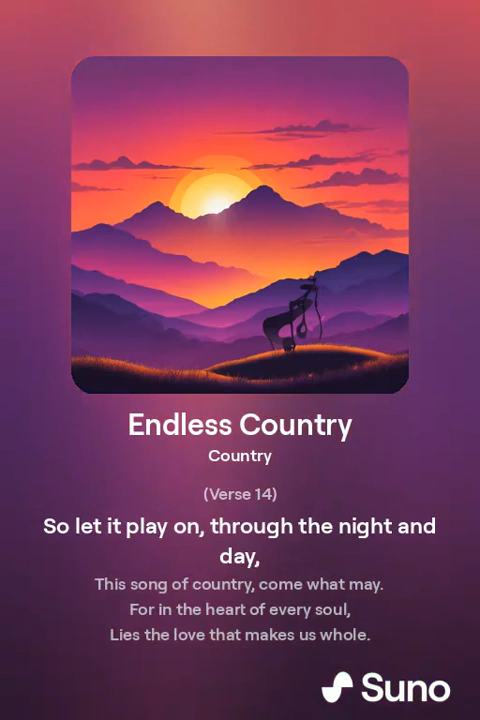 Endless Country
Country
(Verse 14)
So let it play on, through the night and
day,
This song of country, come what may.
For in the heart of every soul,
Lies the love that makes us whole.
Suno